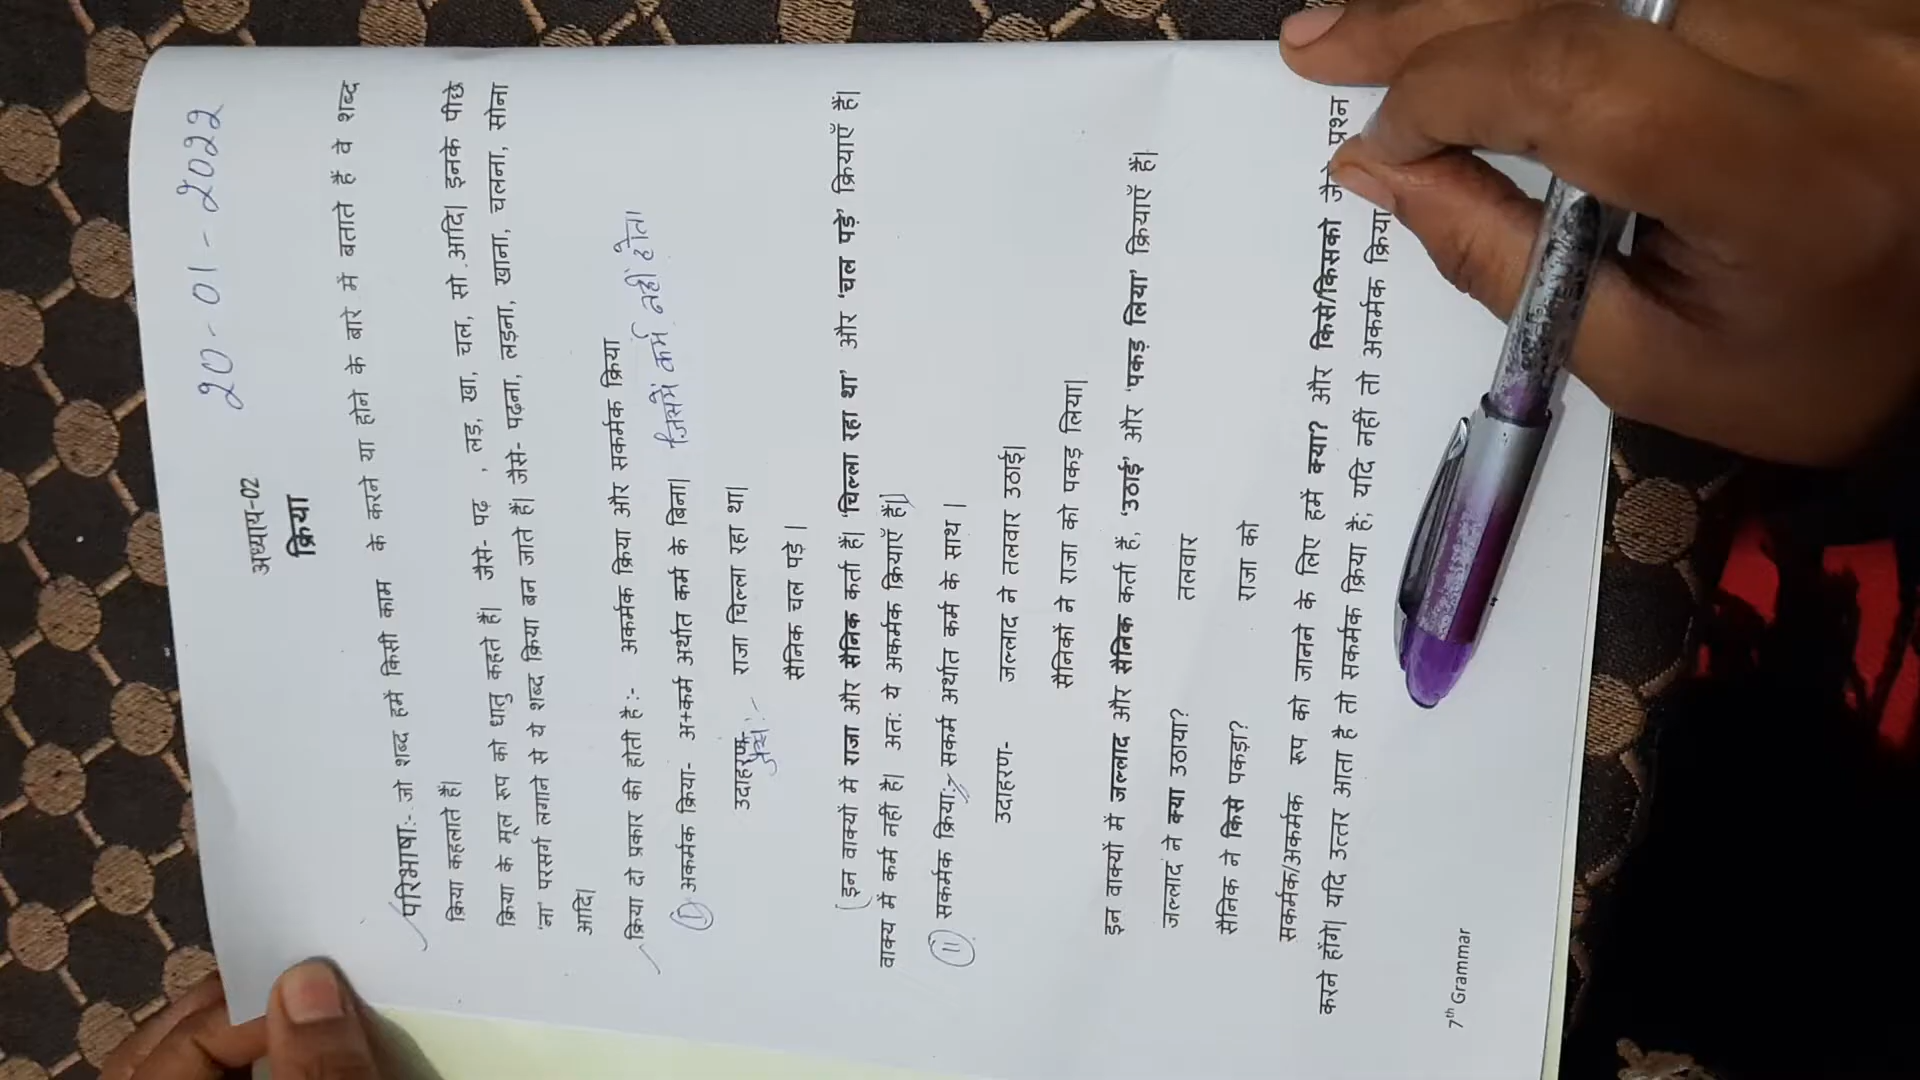 20-01-2022
अध्याय-02
क्रिया
परिभाषा:- जो शब्द हमें किसी काम के करने या होने के बारे में बताते हैं वे शब्द
क्रिया कहलाते हैं।
क्रिया के मूल रूप को धातु कहते हैं। जैसे- पढ़ , लड़, खा, चल, सो आदि। इनके पीछे
'ना' परसर्ग लगाने से ये शब्द क्रिया बन जाते हैं। जैसे- पढ़ना, लड़ना, खाना, चलना, सोना
आदि।
क्रिया दो प्रकार की होती है:- अकर्मक क्रिया और सकर्मक क्रिया
(I) अकर्मक क्रिया- अ+कर्म अर्थात कर्म के बिना। जिसमें कर्म नहीं होता
उदाहरण- राजा चिल्ला रहा था।
जैसे:-
सैनिक चल पड़े |
(इन वाक्यों में राजा और सैनिक कर्ता हैं। 'चिल्ला रहा था' और 'चल पड़े' क्रियाएँ हैं।
वाक्य में कर्म नहीं है। अत: ये अकर्मक क्रियाएँ हैं।)
(II) सकर्मक क्रिया:- सकर्म अर्थात कर्म के साथ |
उदाहरण- जल्लाद ने तलवार उठाई।
सैनिकों ने राजा को पकड़ लिया।
इन वाक्यों में जल्लाद और सैनिक कर्ता हैं, 'उठाई' और 'पकड़ लिया' क्रियाएँ हैं।
जल्लाद ने क्या उठाया? तलवार
सैनिक ने किसे पकड़ा? राजा को
सकर्मक/अकर्मक रूप को जानने के लिए हमें क्या? और किसे/किसको प्रश्न
करने होंगे। यदि उत्तर आता है तो सकर्मक क्रिया है; यदि नहीं तो अकर्मक क्रिया
7th Grammar